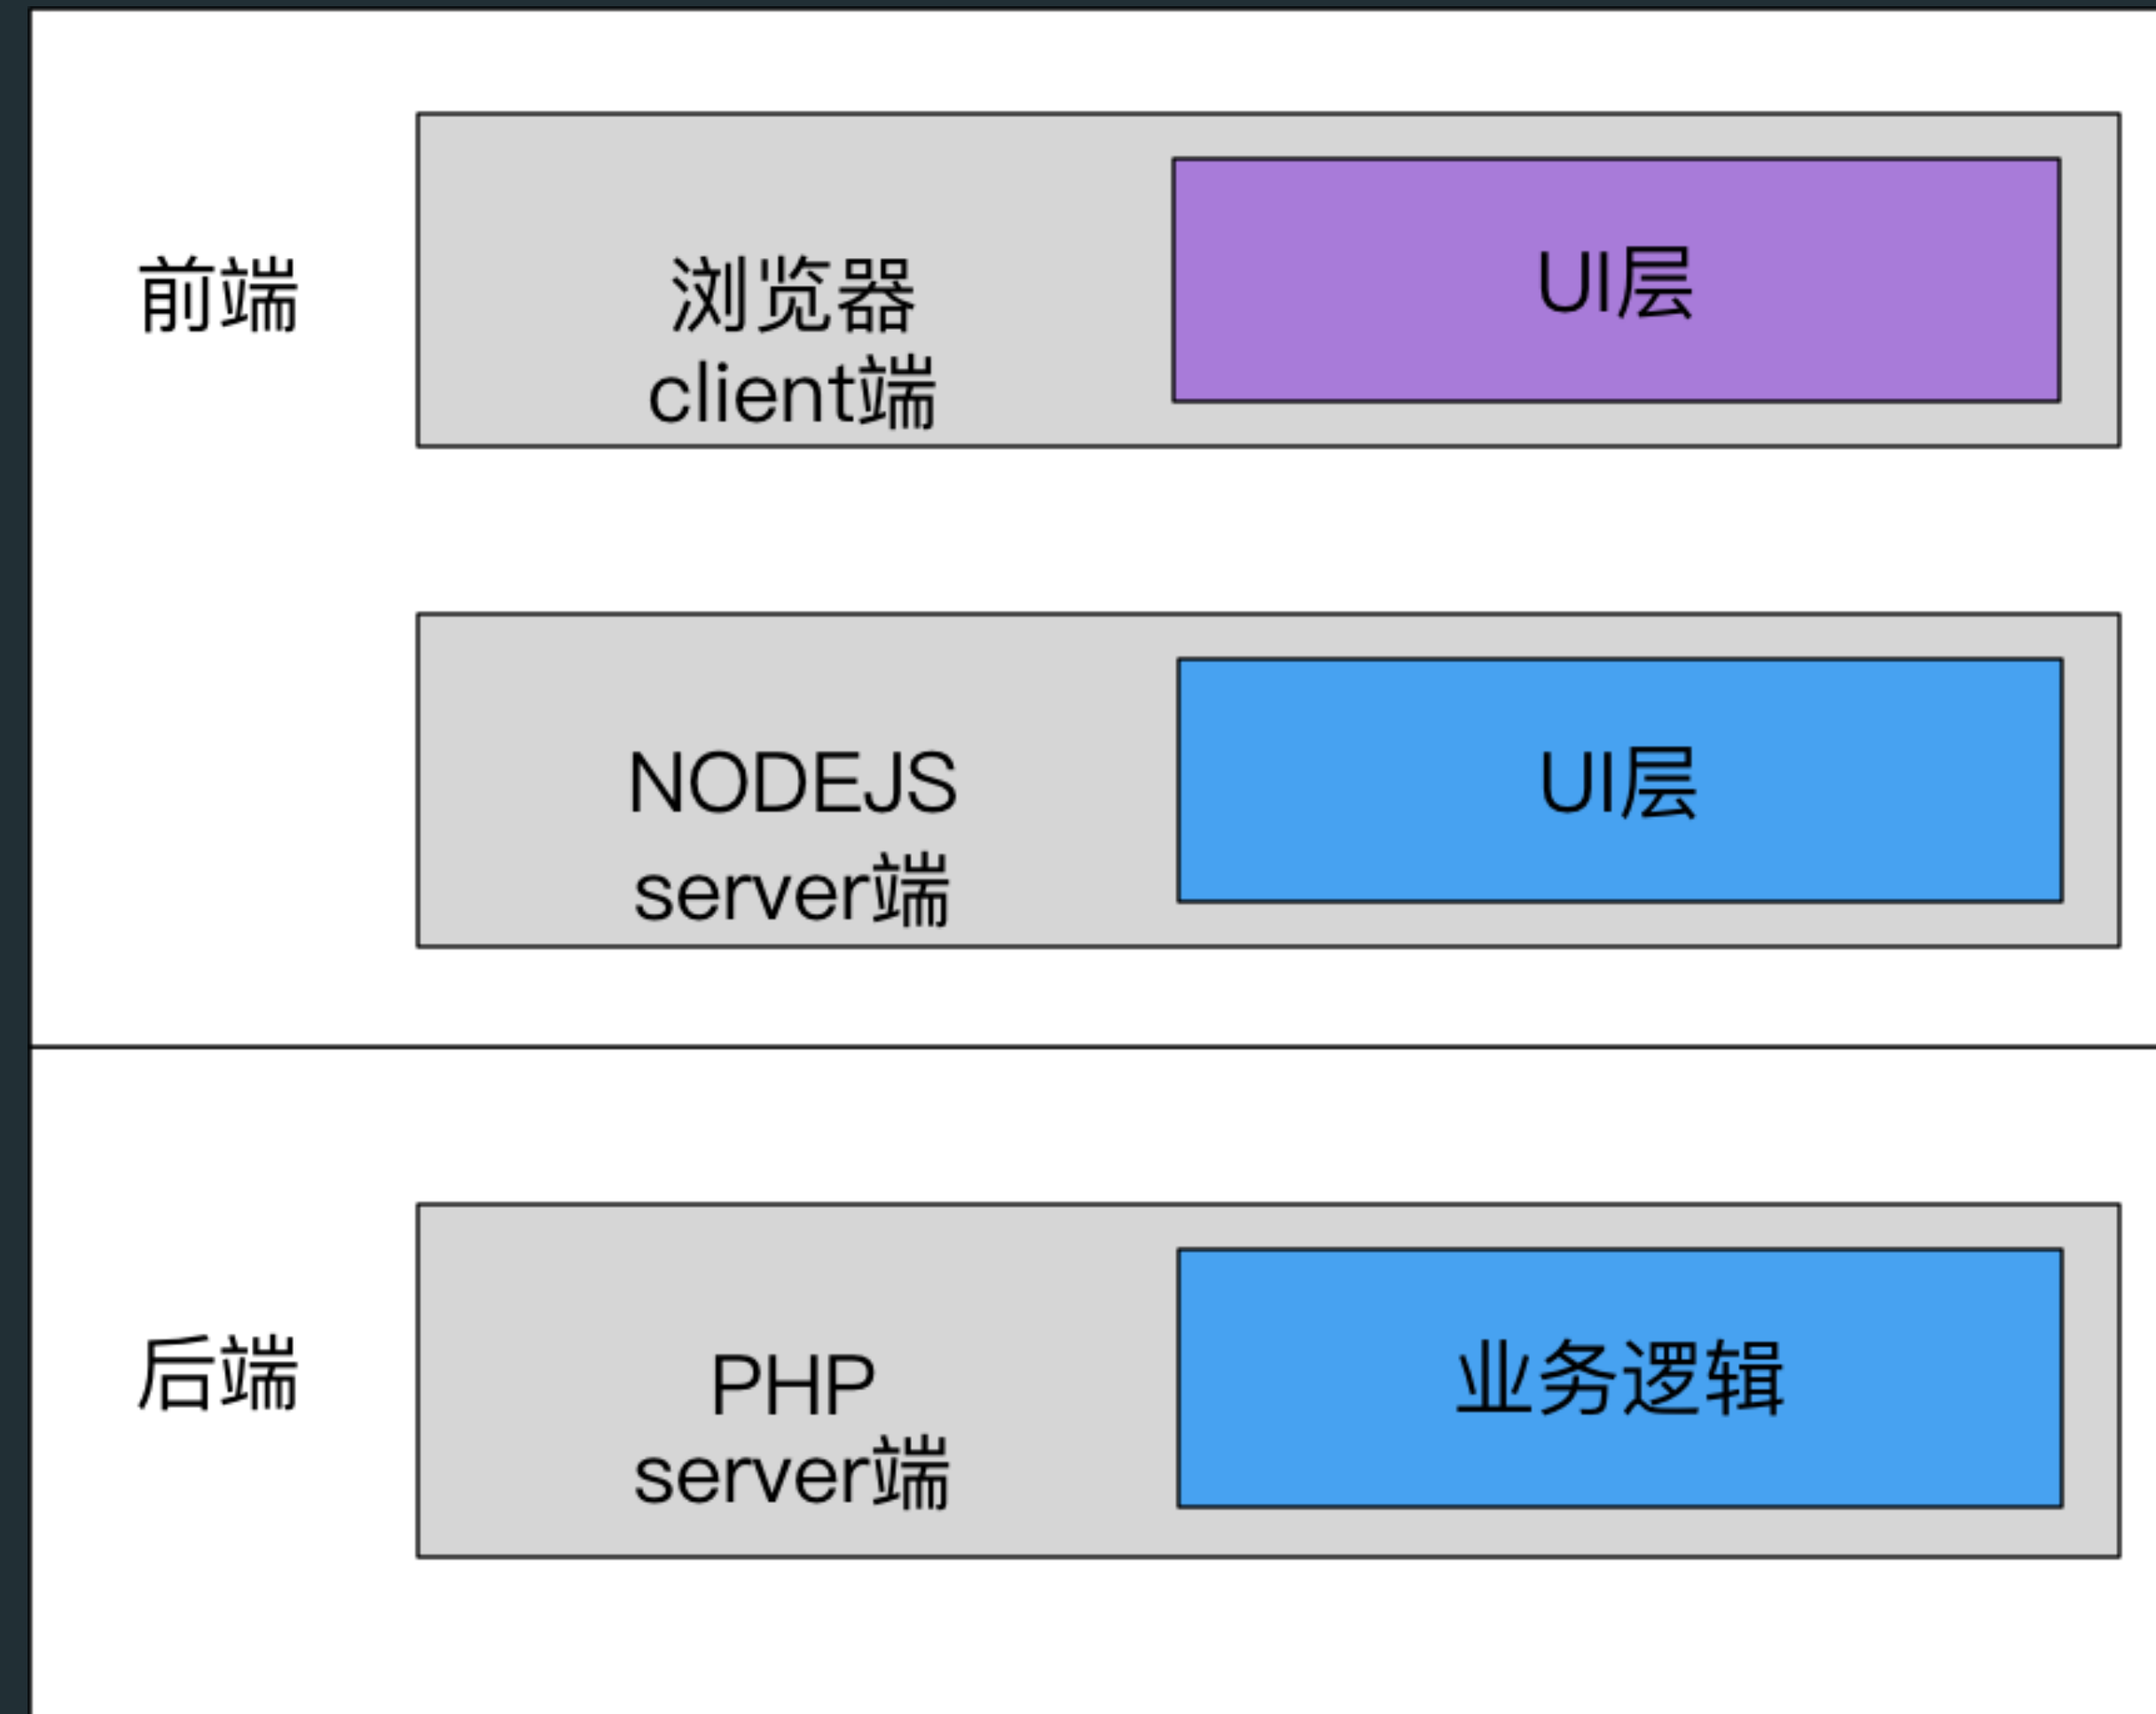 前端
浏览器
client端
UI层
NODEJS
server端
UI层
后端
PHP
server端
业务逻辑